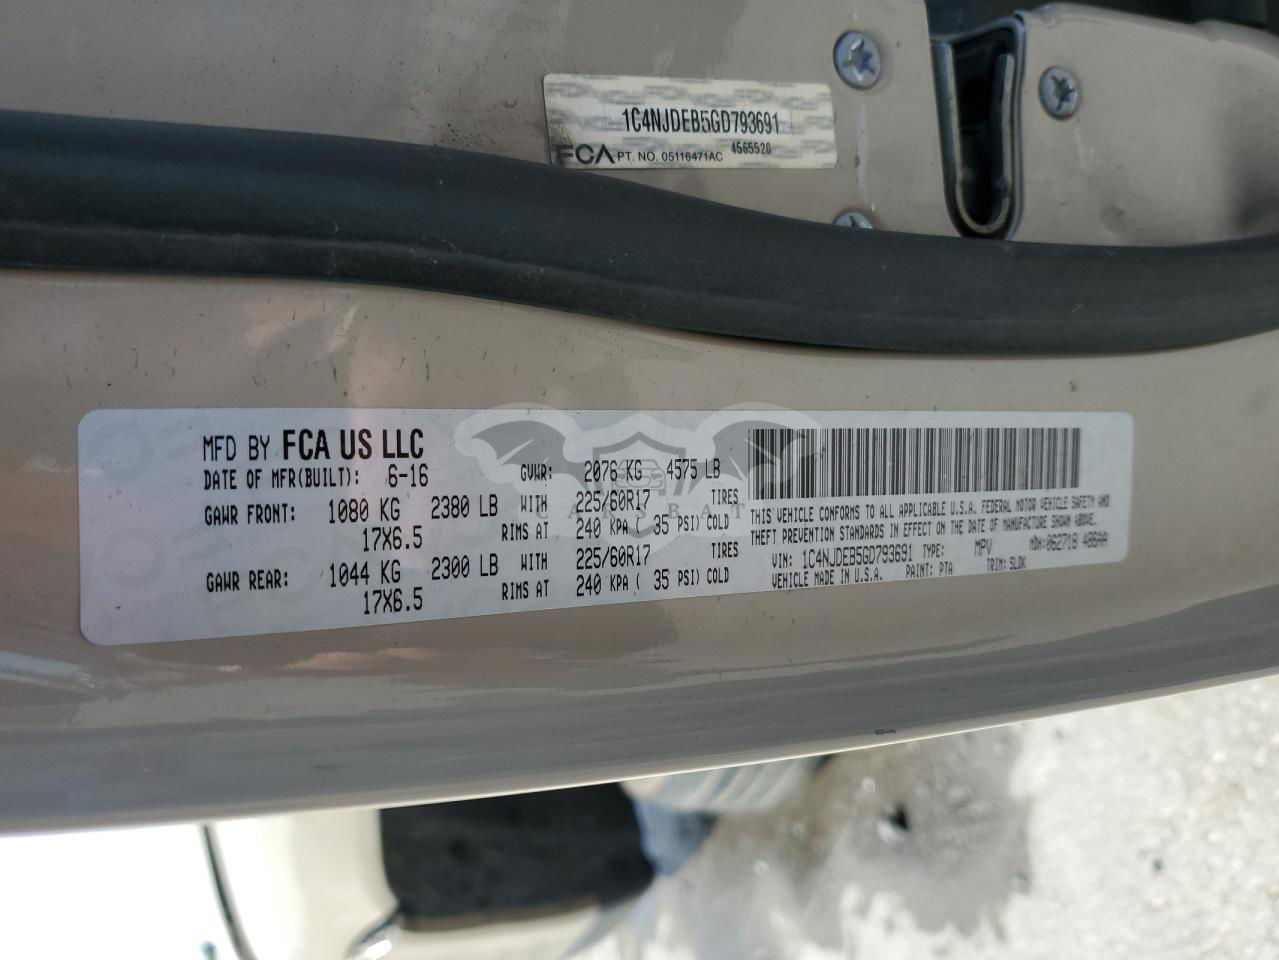 1C4NJDEB5GD793691
4565520
FCA PT. NO. 05116471AC
MFD BY FCA US LLC
DATE OF MFR(BUILT): 6-16 GVWR: 2076 KG 4575 LB
GAWR FRONT: 1080 KG 2380 LB WITH 225/60R17 TIRES
17X6.5 RIMS AT 240 KPA ( 35 PSI) COLD
GAWR REAR: 1044 KG 2300 LB WITH 225/60R17 TIRES
17X6.5 RIMS AT 240 KPA ( 35 PSI) COLD
THIS VEHICLE CONFORMS TO ALL APPLICABLE U.S.A. FEDERAL MOTOR VEHICLE SAFETY AND
THEFT PREVENTION STANDARDS IN EFFECT ON THE DATE OF MANUFACTURE SHOWN ABOVE.
VIN: 1C4NJDEB5GD793691 TYPE: MPV MDH: 062718 486AA
VEHICLE MADE IN U.S.A. PAINT: PTA TRIM: 5LDK